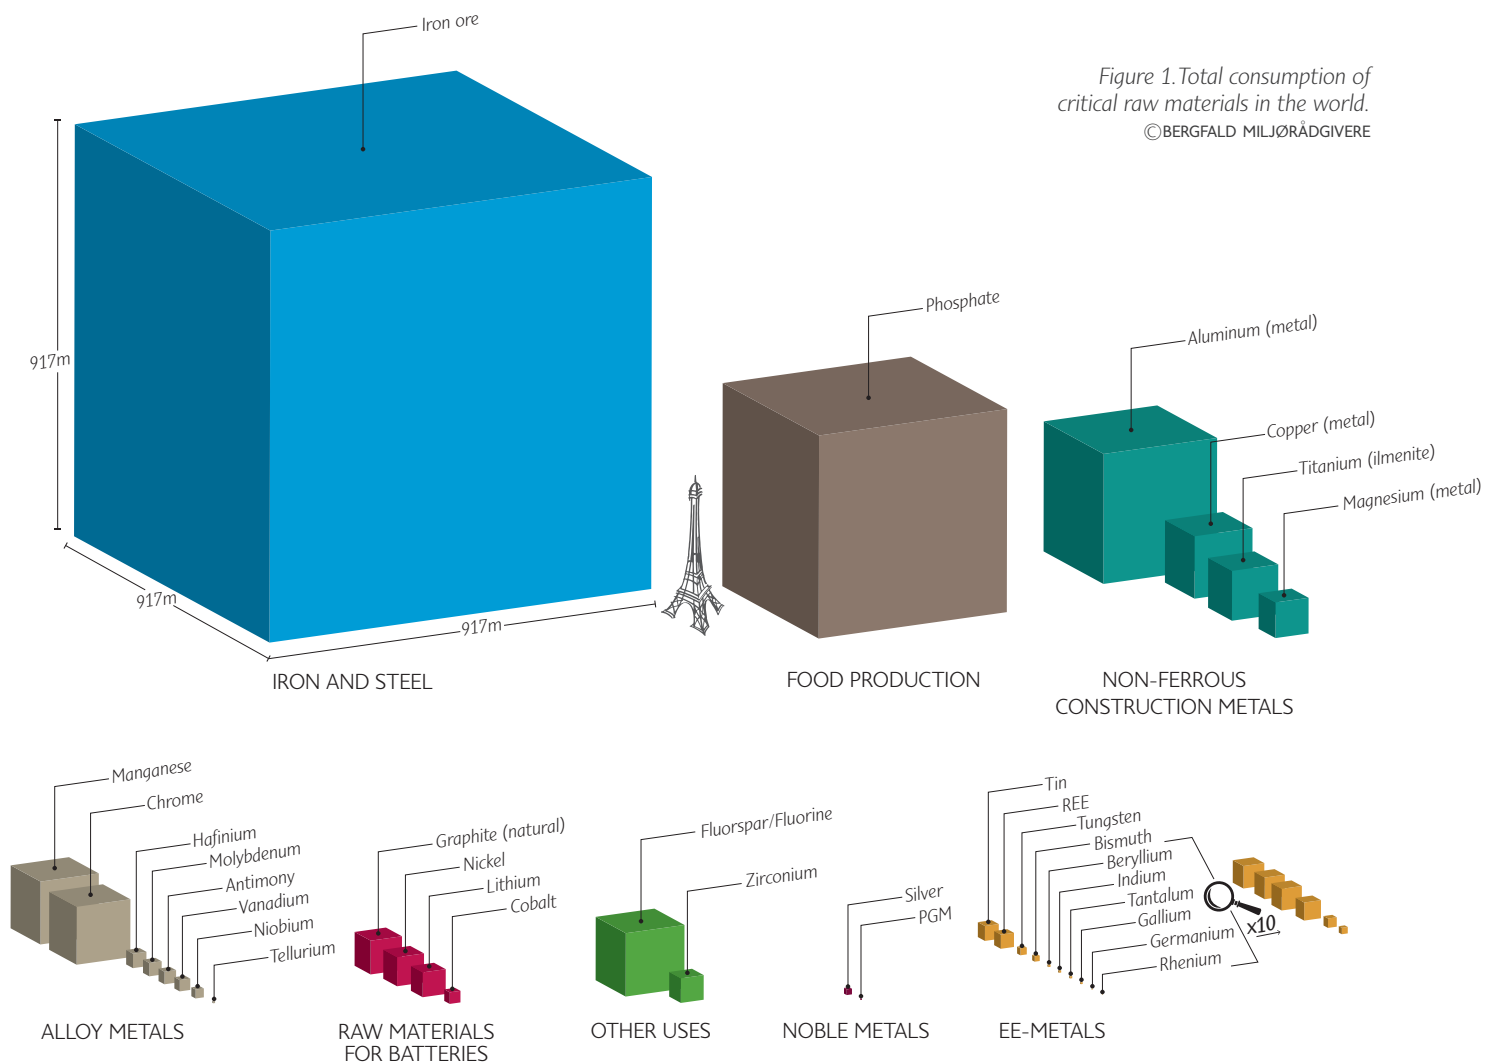 Iron ore
Figure 1. Total consumption of
critical raw materials in the world.
©BERGFALD MILJØRÅDGIVERE
917m
917m
917m
IRON AND STEEL
Phosphate
FOOD PRODUCTION
Aluminum (metal)
Copper (metal)
Titanium (ilmenite)
Magnesium (metal)
NON-FERROUS
CONSTRUCTION METALS
Manganese
Chrome
Hafinium
Molybdenum
Antimony
Vanadium
Niobium
Tellurium
ALLOY METALS
Graphite (natural)
Nickel
Lithium
Cobalt
RAW MATERIALS
FOR BATTERIES
Fluorspar/Fluorine
Zirconium
OTHER USES
Silver
PGM
NOBLE METALS
Tin
REE
Tungsten
Bismuth
Beryllium
Indium
Tantalum
Gallium
Germanium
Rhenium
x10
EE-METALS